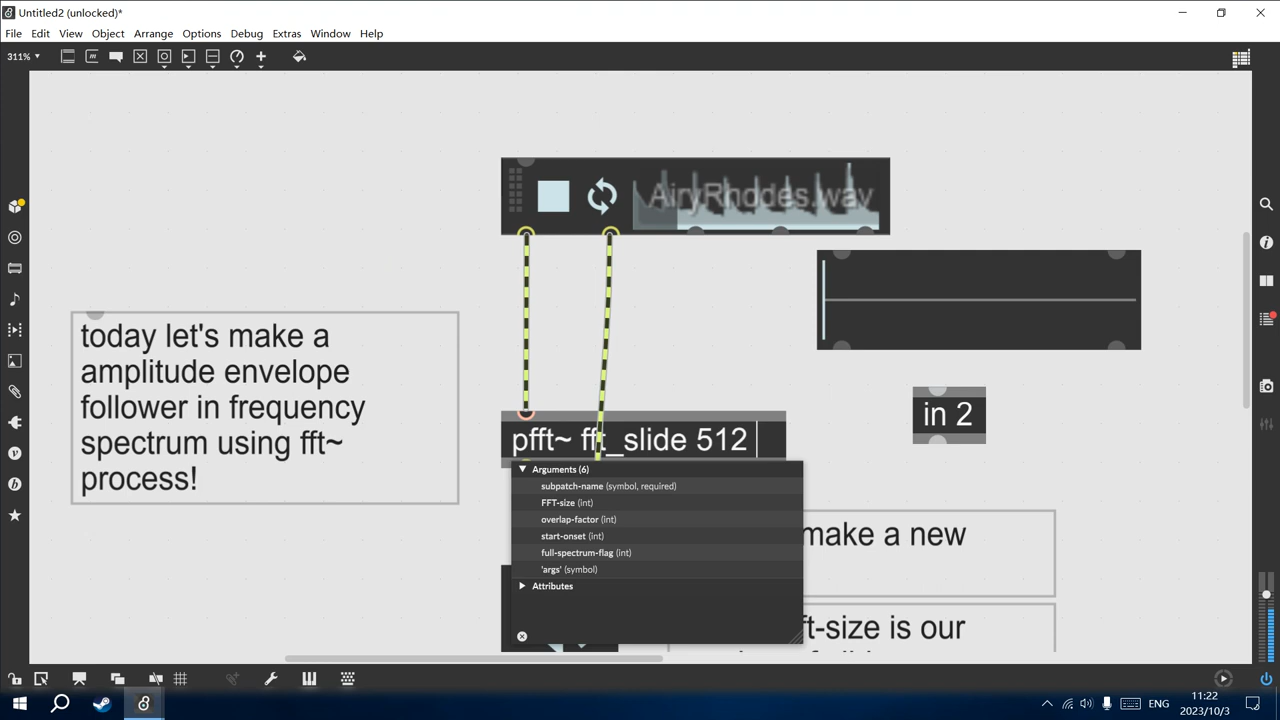 Untitled2 (unlocked)*
File Edit View Object Arrange Options Debug Extras Window Help
311%
AiryRhodes.wav
today let's make a
amplitude envelope
follower in frequency
spectrum using fft~
process!
in 2
pfft~ fft_slide 512
Arguments (6)
subpatch-name (symbol, required)
FFT-size (int)
overlap-factor (int)
start-onset (int)
full-spectrum-flag (int)
'args' (symbol)
Attributes
make a new
ft-size is our
ENG
11:22
2023/10/3